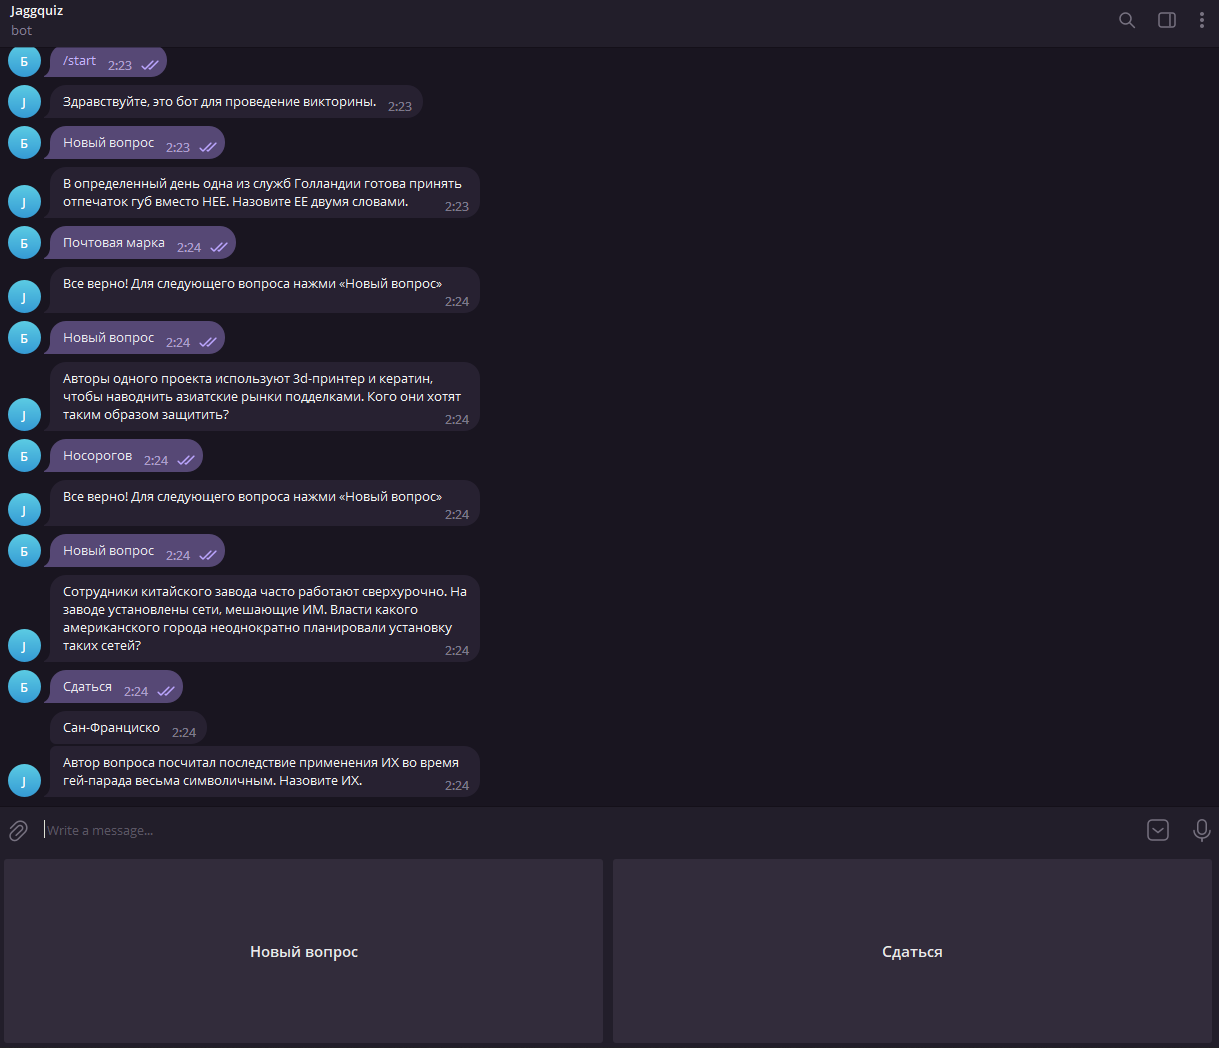 Jaggquiz
bot
Б
/start 2:23
J
Здравствуйте, это бот для проведение викторины. 2:23
Б
Новый вопрос 2:23
В определенный день одна из служб Голландии готова принять
отпечаток губ вместо НЕЕ. Назовите ЕЕ двумя словами. 2:23
J
Б
Почтовая марка 2:24
Все верно! Для следующего вопроса нажми «Новый вопрос»
2:24
J
Б
Новый вопрос 2:24
Авторы одного проекта используют 3d-принтер и кератин,
чтобы наводнить азиатские рынки подделками. Кого они хотят
таким образом защитить? 2:24
J
Б
Носорогов 2:24
Все верно! Для следующего вопроса нажми «Новый вопрос»
2:24
J
Б
Новый вопрос 2:24
Сотрудники китайского завода часто работают сверхурочно. На
заводе установлены сети, мешающие ИМ. Власти какого
американского города неоднократно планировали установку
таких сетей? 2:24
J
Б
Сдаться 2:24
Сан-Франциско 2:24
Автор вопроса посчитал последствие применения ИХ во время
гей-парада весьма символичным. Назовите ИХ. 2:24
J
Write a message...
Новый вопрос
Сдаться